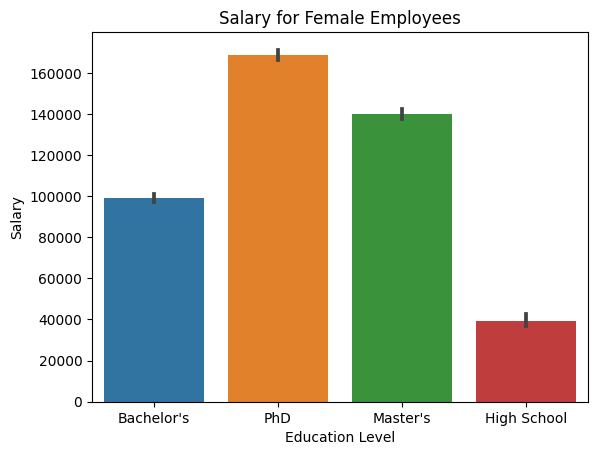 Salary for Female Employees
Salary
160000
140000
120000
100000
80000
60000
40000
20000
0
Bachelor's PhD Master's High School
Education Level